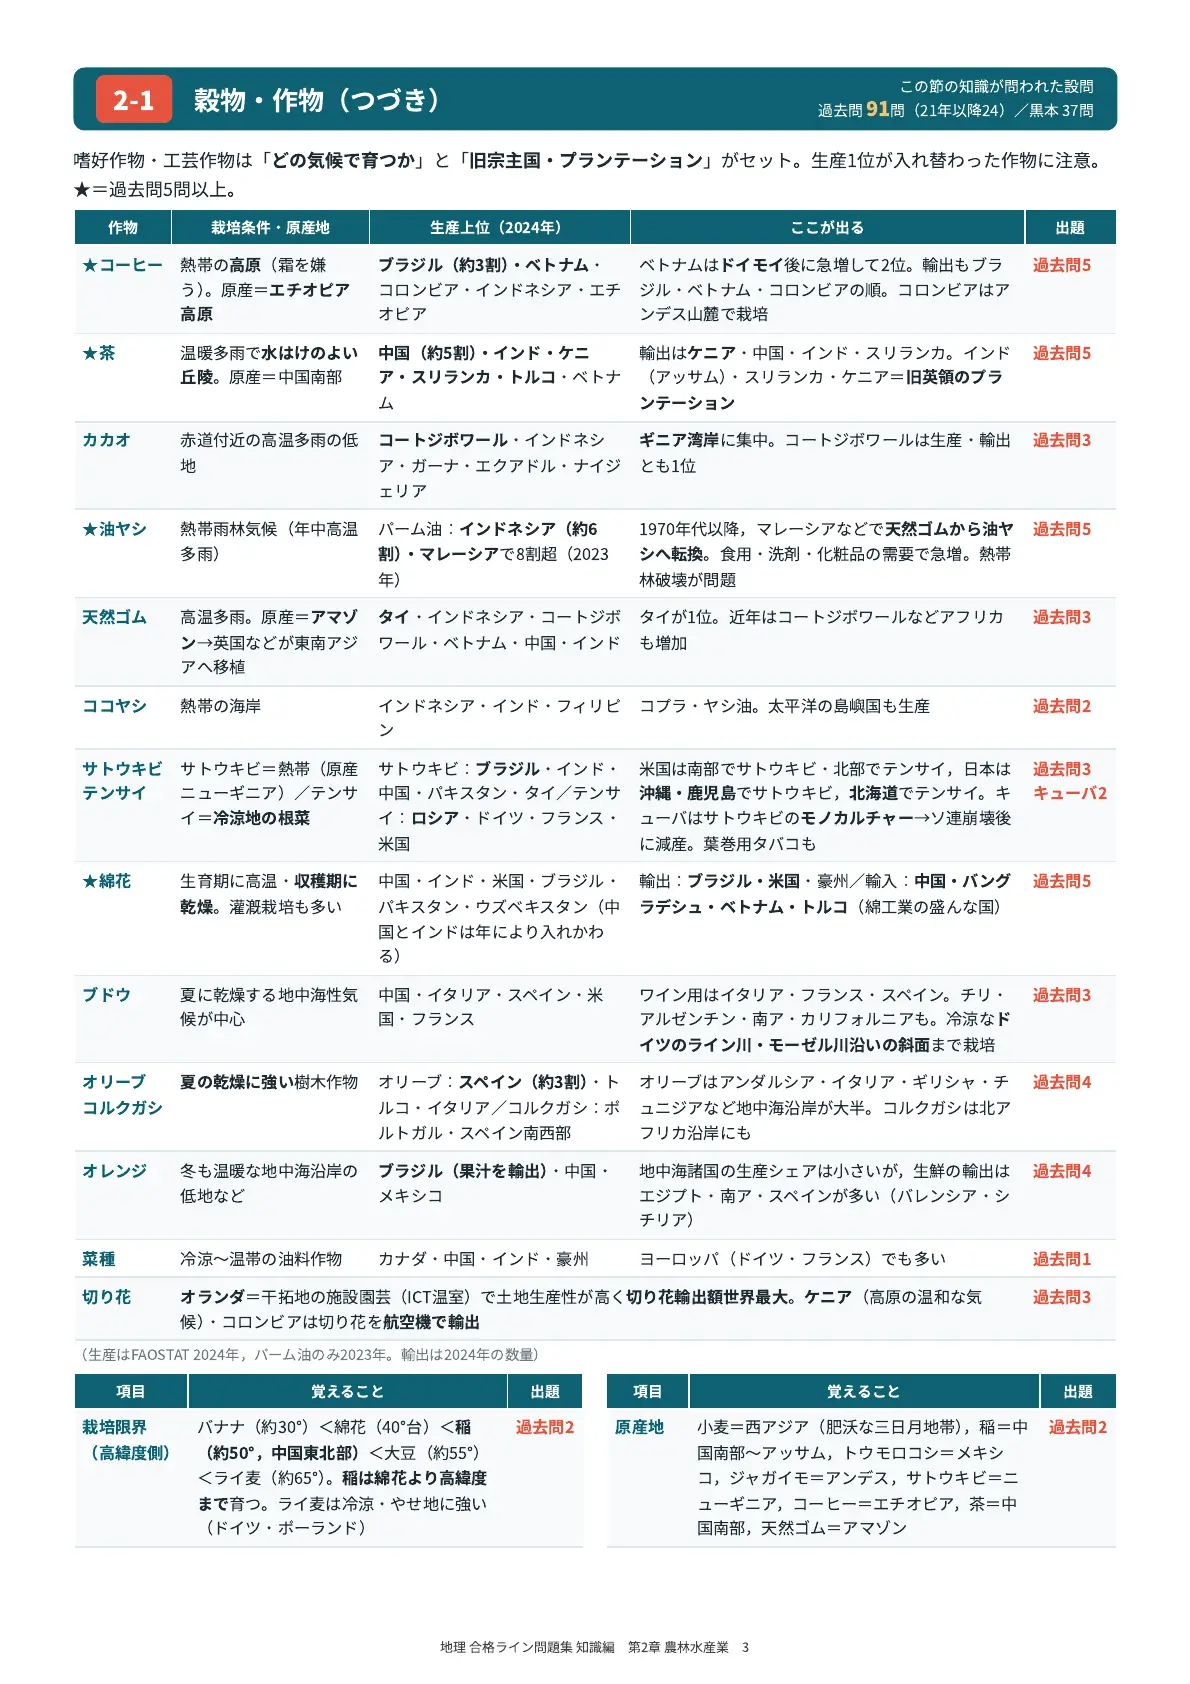 2-1 穀物・作物（つづき）
この節の知識が問われた設問
過去問 91問（21年以降24）／黒本 37問
嗜好作物・工芸作物は「どの気候で育つか」と「旧宗主国・プランテーション」がセット。生産1位が入れ替わった作物に注意。
★＝過去問5問以上。
作物 栽培条件・原産地 生産上位（2024年） ここが出る 出題
★コーヒー
熱帯の高原（霜を嫌
う）。原産＝エチオピア
高原
ブラジル（約3割）・ベトナム・
コロンビア・インドネシア・エチ
オピア
ベトナムはドイモイ後に急増して2位。輸出もブラ
ジル・ベトナム・コロンビアの順。コロンビアはア
ンデス山麓で栽培
過去問5
★茶
温暖多雨で水はけのよい
丘陵。原産＝中国南部
中国（約5割）・インド・ケニ
ア・スリランカ・トルコ・ベトナ
ム
輸出はケニア・中国・インド・スリランカ。インド
（アッサム）・スリランカ・ケニア＝旧英領のプラ
ンテーション
過去問5
カカオ
赤道付近の高温多雨の低
地
コートジボワール・インドネシ
ア・ガーナ・エクアドル・ナイジ
ェリア
ギニア湾岸に集中。コートジボワールは生産・輸出
とも1位
過去問3
★油ヤシ
熱帯雨林気候（年中高温
多雨）
パーム油：インドネシア（約6
割）・マレーシアで8割超（2023
年）
1970年代以降，マレーシアなどで天然ゴムから油ヤ
シへ転換。食用・洗剤・化粧品の需要で急増。熱帯
林破壊が問題
過去問5
天然ゴム
高温多雨。原産＝アマゾ
ン→英国などが東南アジ
アへ移植
タイ・インドネシア・コートジボ
ワール・ベトナム・中国・インド
タイが1位。近年はコートジボワールなどアフリカ
も増加
過去問3
ココヤシ
熱帯の海岸
インドネシア・インド・フィリピ
ン
コプラ・ヤシ油。太平洋の島嶼国も生産
過去問2
サトウキビ
テンサイ
サトウキビ＝熱帯（原産
ニューギニア）／テンサ
イ＝冷涼地の根菜
サトウキビ：ブラジル・インド・
中国・パキスタン・タイ／テンサ
イ：ロシア・ドイツ・フランス・
米国
米国は南部でサトウキビ・北部でテンサイ，日本は
沖縄・鹿児島でサトウキビ，北海道でテンサイ。キ
ューバはサトウキビのモノカルチャー→ソ連崩壊後
に減産。葉巻用タバコも
過去問3
キューバ2
★綿花
生育期に高温・収穫期に
乾燥。灌漑栽培も多い
中国・インド・米国・ブラジル・
パキスタン・ウズベキスタン（中
国とインドは年により入れかわ
る）
輸出：ブラジル・米国・豪州／輸入：中国・バング
ラデシュ・ベトナム・トルコ（綿工業の盛んな国）
過去問5
ブドウ
夏に乾燥する地中海性気
候が中心
中国・イタリア・スペイン・米
国・フランス
ワイン用はイタリア・フランス・スペイン。チリ・
アルゼンチン・南ア・カリフォルニアも。冷涼なド
イツのライン川・モーゼル川沿いの斜面まで栽培
過去問3
オリーブ
コルクガシ
夏の乾燥に強い樹木作物
オリーブ：スペイン（約3割）・ト
ルコ・イタリア／コルクガシ：ポ
ルトガル・スペイン南西部
オリーブはアンダルシア・イタリア・ギリシャ・チ
ュニジアなど地中海沿岸が大半。コルクガシは北ア
フリカ沿岸にも
過去問4
オレンジ
冬も温暖な地中海沿岸の
低地など
ブラジル（果汁を輸出）・中国・
メキシコ
地中海諸国の生産シェアは小さいが，生鮮の輸出は
エジプト・南ア・スペインが多い（バレンシア・シ
チリア）
過去問4
菜種
冷涼〜温帯の油料作物
カナダ・中国・インド・豪州
ヨーロッパ（ドイツ・フランス）でも多い
過去問1
切り花
オランダ＝干拓地の施設園芸（ICT温室）で土地生産性が高く切り花輸出額世界最大。ケニア（高原の温和な気
候）・コロンビアは切り花を航空機で輸出
過去問3
（生産はFAOSTAT 2024年，パーム油のみ2023年。輸出は2024年の数量）
項目 覚えること 出題
栽培限界
（高緯度側）
バナナ（約30°）＜綿花（40°台）＜稲
（約50°，中国東北部）＜大豆（約55°）
＜ライ麦（約65°）。稲は綿花より高緯度
まで育つ。ライ麦は冷涼・やせ地に強い
（ドイツ・ポーランド）
過去問2
項目 覚えること 出題
原産地
小麦＝西アジア（肥沃な三日月地帯），稲＝中
国南部〜アッサム，トウモロコシ＝メキシ
コ，ジャガイモ＝アンデス，サトウキビ＝ニ
ューギニア，コーヒー＝エチオピア，茶＝中
国南部，天然ゴム＝アマゾン
過去問2
地理 合格ライン問題集 知識編 第2章 農林水産業 3